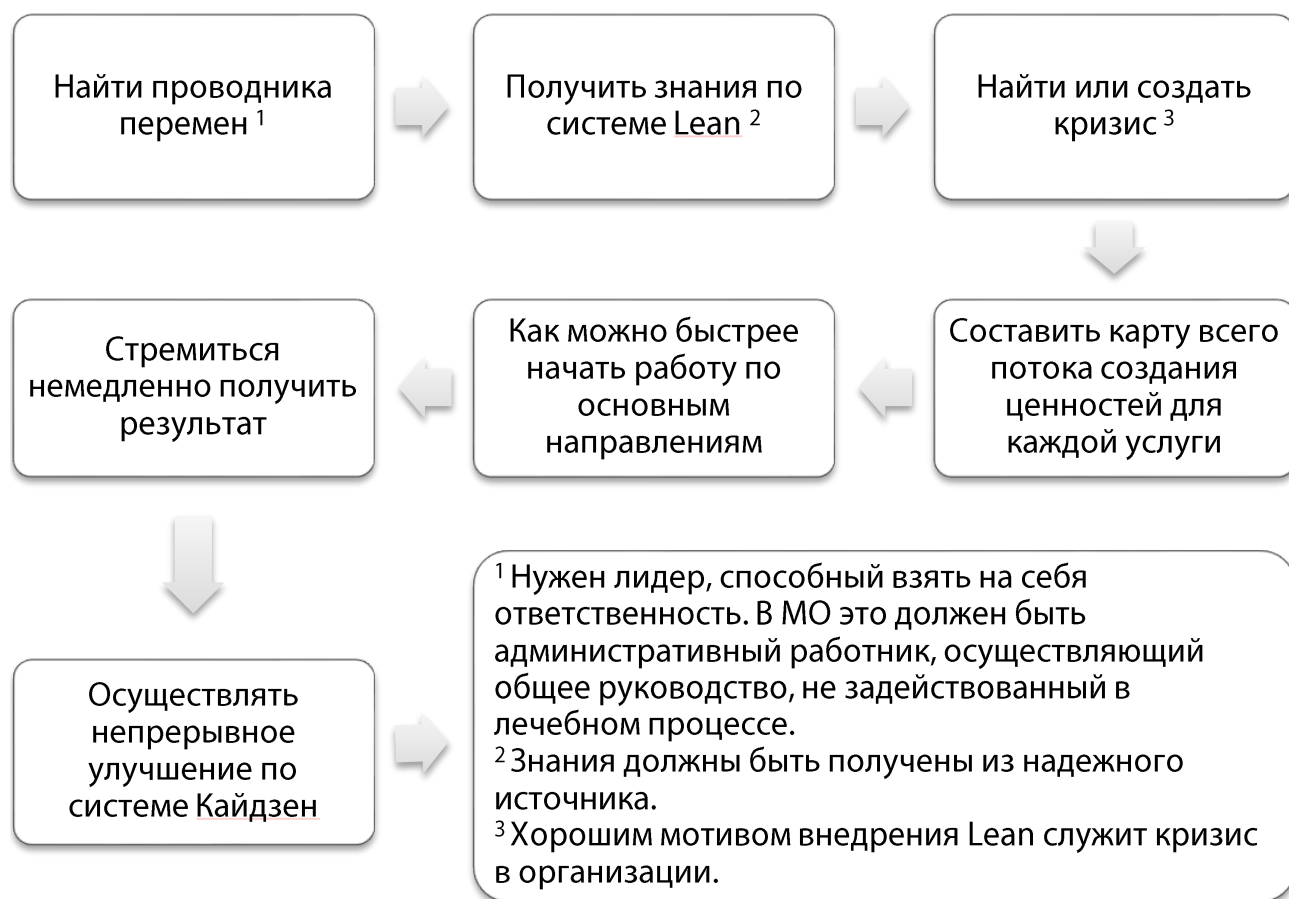 Найти проводника
перемен ¹
Получить знания по
системе Lean ²
Найти или создать
кризис ³
Составить карту всего
потока создания
ценностей для
каждой услуги
Как можно быстрее
начать работу по
основным
направлениям
Стремиться
немедленно получить
результат
Осуществлять
непрерывное
улучшение по
системе Кайдзен
¹ Нужен лидер, способный взять на себя
ответственность. В МО это должен быть
административный работник, осуществляющий
общее руководство, не задействованный в
лечебном процессе.
² Знания должны быть получены из надежного
источника.
³ Хорошим мотивом внедрения Lean служит кризис
в организации.